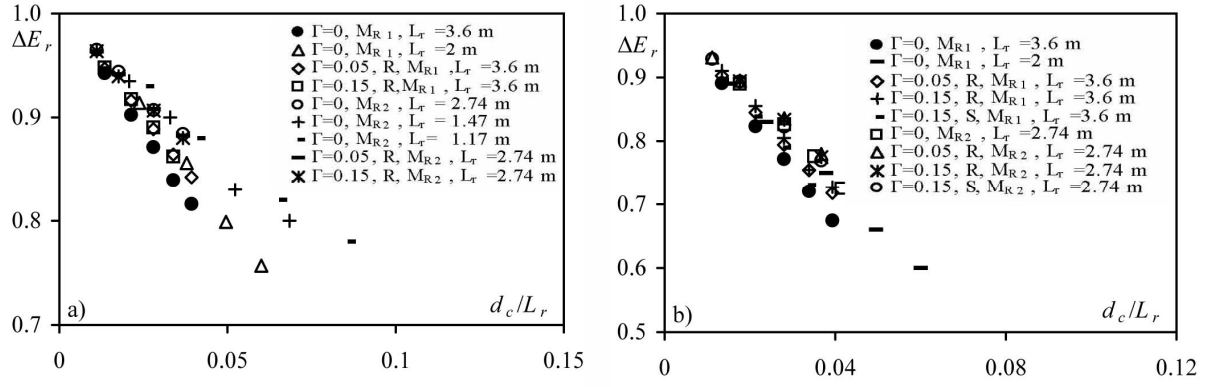 1.0
ΔE_r
0.9
0.8
0.7
a)
0
0.05
0.1
0.15
d_c/L_r
Γ=0, M_R1 , L_r =3.6 m
Γ=0, M_R1 , L_r =2 m
Γ=0.05, R, M_R1 , L_r =3.6 m
Γ=0.15, R,M_R1 , L_r =3.6 m
Γ=0, M_R2 , L_r =2.74 m
Γ=0, M_R2 , L_r =1.47 m
Γ=0, M_R2 , L_r= 1.17 m
Γ=0.05, R, M_R2 , L_r =2.74 m
Γ=0.15, R, M_R2 , L_r =2.74 m
1.0
ΔE_r
0.9
0.8
0.7
0.6
0.5
b)
0
0.04
0.08
0.12
d_c/L_r
Γ=0, M_R1 , L_r =3.6 m
Γ=0, M_R1 , L_r =2 m
Γ=0.05, R, M_R1 , L_r =3.6 m
Γ=0.15, R, M_R1 , L_r =3.6 m
Γ=0.15, S, M_R1 , L_r =3.6 m
Γ=0, M_R2 , L_r =2.74 m
Γ=0.05, R, M_R2 , L_r =2.74 m
Γ=0.15, R, M_R2 , L_r =2.74 m
Γ=0.15, S, M_R2 , L_r =2.74 m